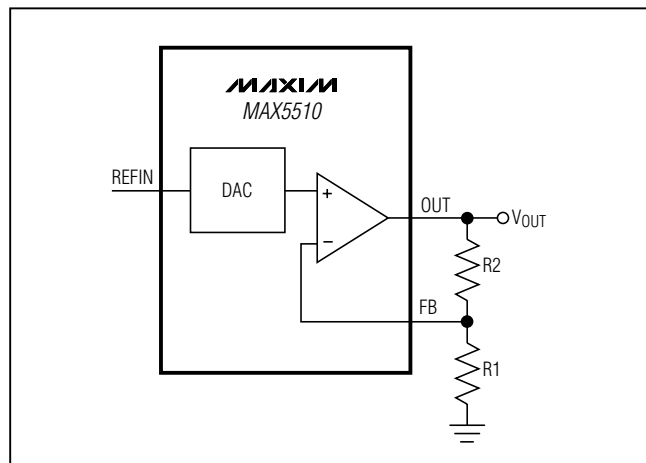 MAXIM
MAX5510
REFIN
DAC
+
−
OUT
VOUT
R2
FB
R1